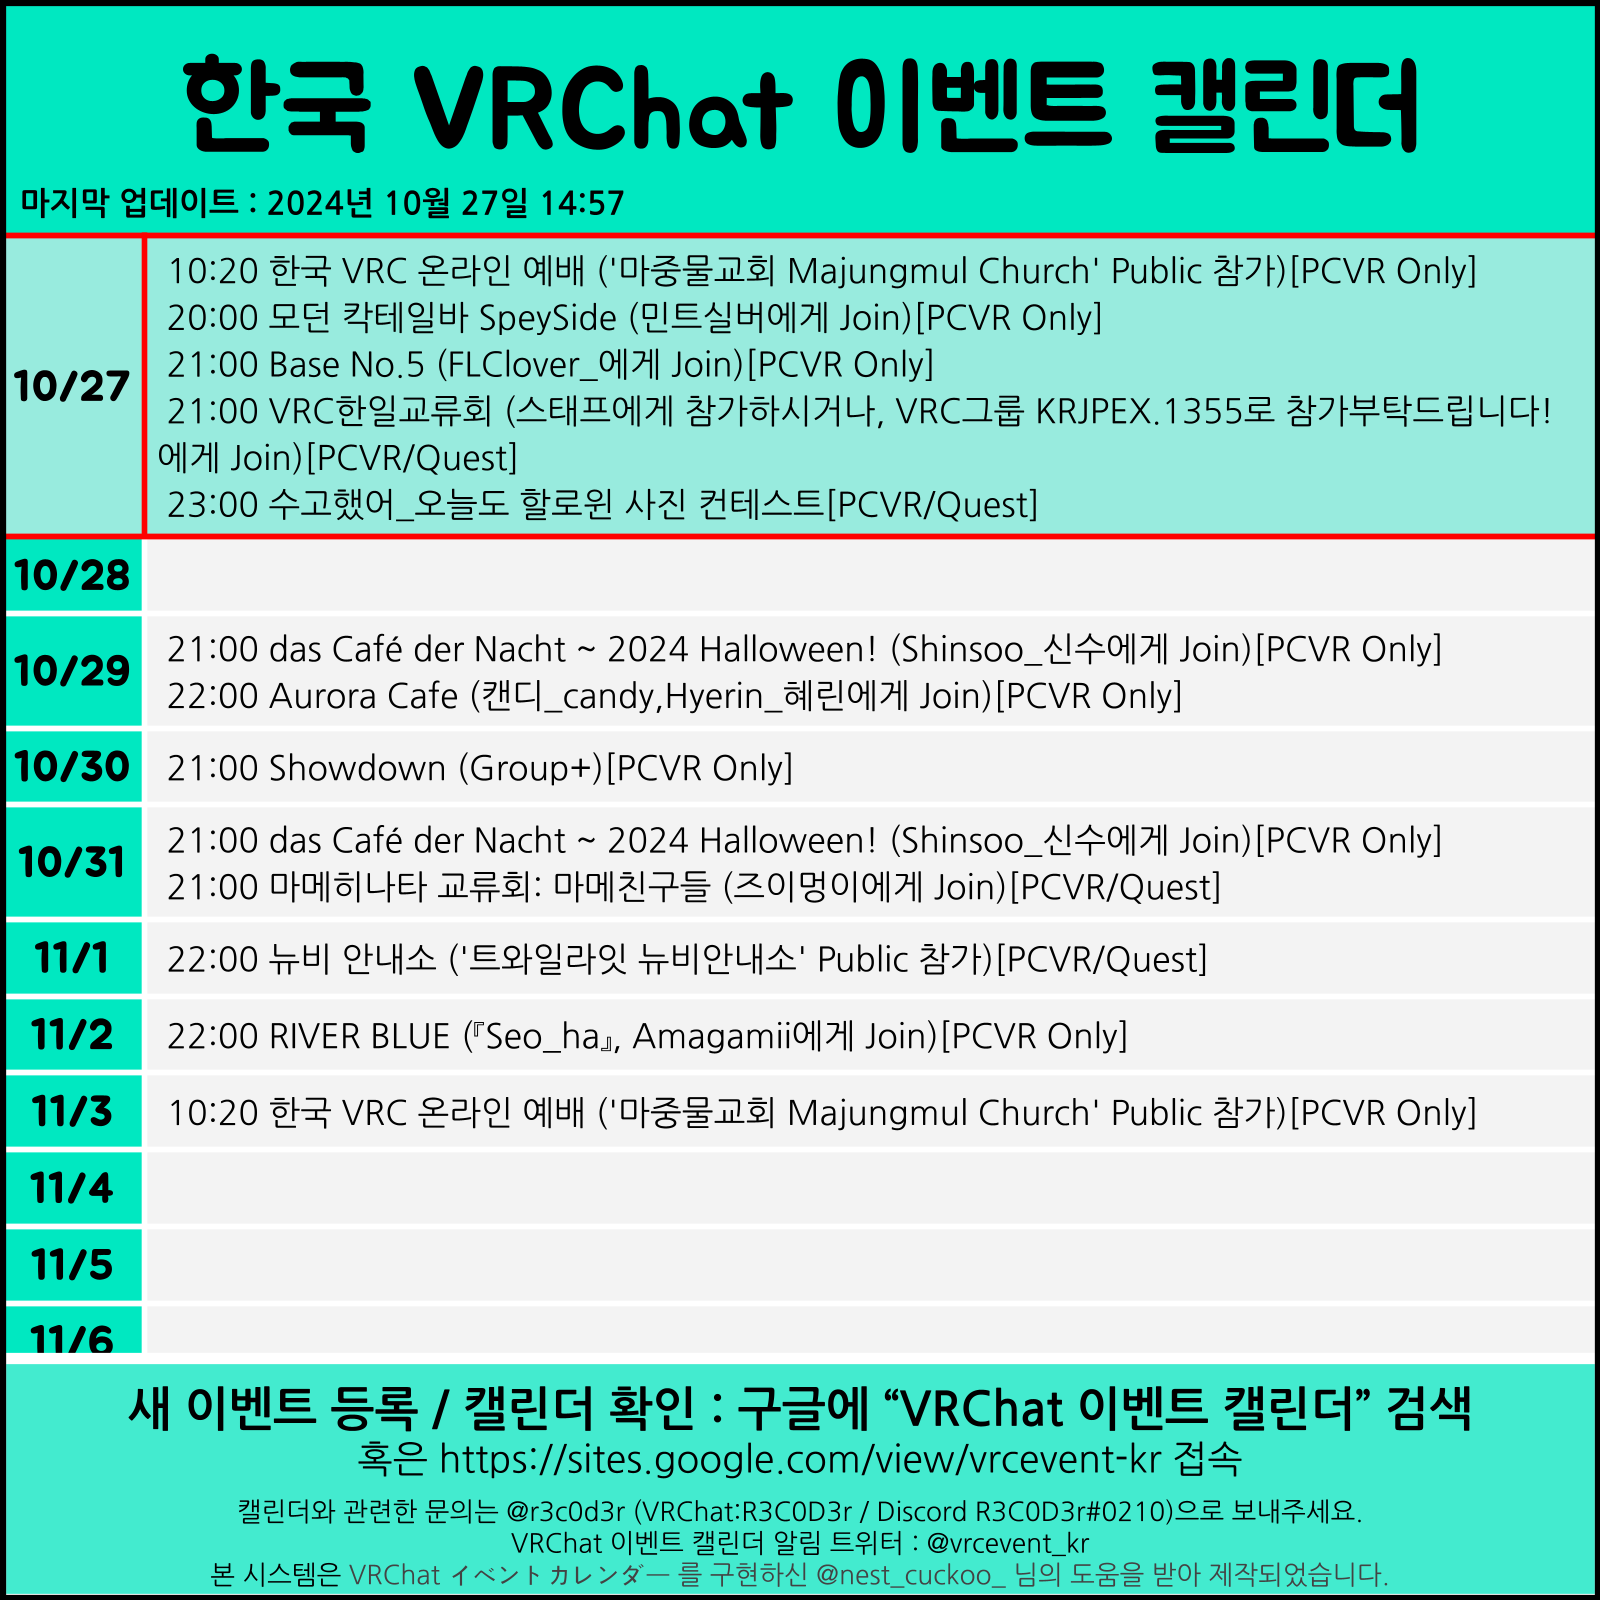 한국 VRChat 이벤트 캘린더
마지막 업데이트 : 2024년 10월 27일 14:57
10/27
10:20 한국 VRC 온라인 예배 ('마중물교회 Majungmul Church' Public 참가)[PCVR Only]
20:00 모던 칵테일바 SpeySide (민트실버에게 Join)[PCVR Only]
21:00 Base No.5 (FLClover_에게 Join)[PCVR Only]
21:00 VRC한일교류회 (스태프에게 참가하시거나, VRC그룹 KRJPEX.1355로 참가부탁드립니다!
에게 Join)[PCVR/Quest]
23:00 수고했어_오늘도 할로윈 사진 컨테스트[PCVR/Quest]
10/28
10/29
21:00 das Café der Nacht ~ 2024 Halloween! (Shinsoo_신수에게 Join)[PCVR Only]
22:00 Aurora Cafe (캔디_candy,Hyerin_혜린에게 Join)[PCVR Only]
10/30
21:00 Showdown (Group+)[PCVR Only]
10/31
21:00 das Café der Nacht ~ 2024 Halloween! (Shinsoo_신수에게 Join)[PCVR Only]
21:00 마메히나타 교류회: 마메친구들 (즈이멍이에게 Join)[PCVR/Quest]
11/1
22:00 뉴비 안내소 ('트와일라잇 뉴비안내소' Public 참가)[PCVR/Quest]
11/2
22:00 RIVER BLUE (『Seo_ha』, Amagamii에게 Join)[PCVR Only]
11/3
10:20 한국 VRC 온라인 예배 ('마중물교회 Majungmul Church' Public 참가)[PCVR Only]
11/4
11/5
11/6
새 이벤트 등록 / 캘린더 확인 : 구글에 “VRChat 이벤트 캘린더” 검색
혹은 https://sites.google.com/view/vrcevent-kr 접속
캘린더와 관련한 문의는 @r3c0d3r (VRChat:R3C0D3r / Discord R3C0D3r#0210)으로 보내주세요.
VRChat 이벤트 캘린더 알림 트위터 : @vrcevent_kr
본 시스템은 VRChat イベントカレンダー 를 구현하신 @nest_cuckoo_ 님의 도움을 받아 제작되었습니다.